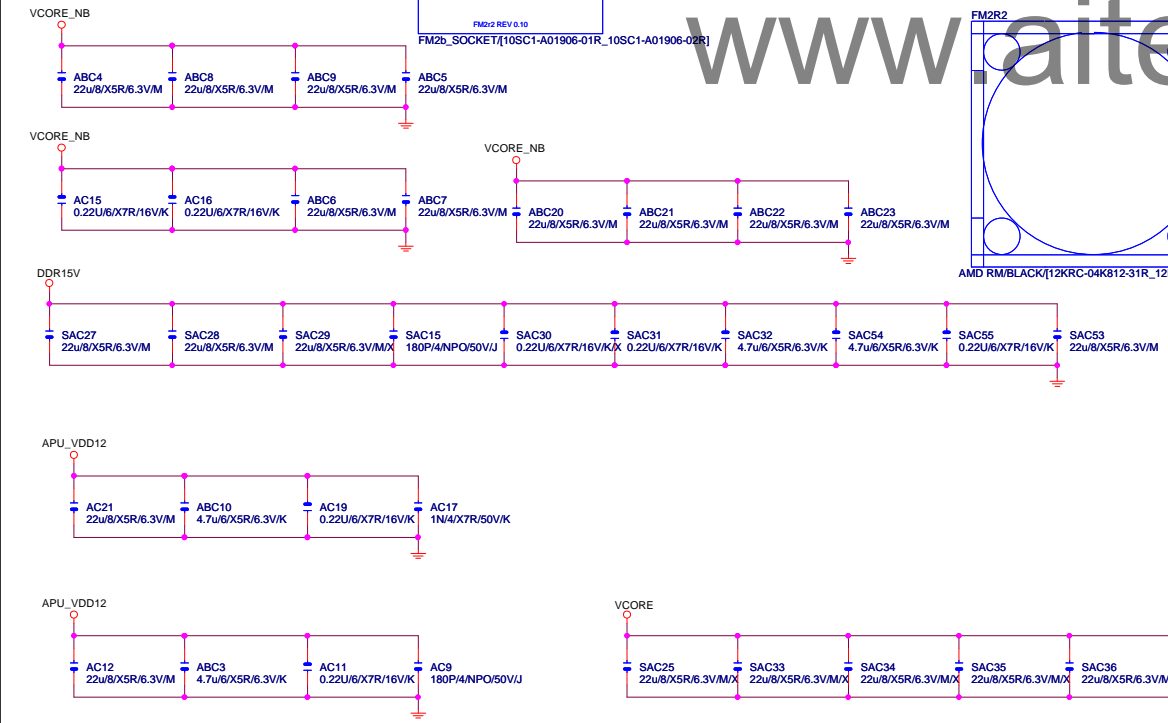 VCORE_NB
FM2r2 REV 0.10
FM2b_SOCKET/[10SC1-A01906-01R_10SC1-A01906-02R]
www.aite
FM2R2
ABC4
22u/8/X5R/6.3V/M
ABC8
22u/8/X5R/6.3V/M
ABC9
22u/8/X5R/6.3V/M
ABC5
22u/8/X5R/6.3V/M
VCORE_NB
AC15
0.22U/6/X7R/16V/K
AC16
0.22U/6/X7R/16V/K
ABC6
22u/8/X5R/6.3V/M
ABC7
22u/8/X5R/6.3V/M
VCORE_NB
ABC20
22u/8/X5R/6.3V/M
ABC21
22u/8/X5R/6.3V/M
ABC22
22u/8/X5R/6.3V/M
ABC23
22u/8/X5R/6.3V/M
AMD RM/BLACK/[12KRC-04K812-31R_12
DDR15V
SAC27
22u/8/X5R/6.3V/M
SAC28
22u/8/X5R/6.3V/M
SAC29
22u/8/X5R/6.3V/M/X
SAC15
180P/4/NPO/50V/J
SAC30
0.22U/6/X7R/16V/K/X
SAC31
0.22U/6/X7R/16V/K
SAC32
4.7u/6/X5R/6.3V/K
SAC54
4.7u/6/X5R/6.3V/K
SAC55
0.22U/6/X7R/16V/K
SAC53
22u/8/X5R/6.3V/M
APU_VDD12
AC21
22u/8/X5R/6.3V/M
ABC10
4.7u/6/X5R/6.3V/K
AC19
0.22U/6/X7R/16V/K
AC17
1N/4/X7R/50V/K
APU_VDD12
AC12
22u/8/X5R/6.3V/M
ABC3
4.7u/6/X5R/6.3V/K
AC11
0.22U/6/X7R/16V/K
AC9
180P/4/NPO/50V/J
VCORE
SAC25
22u/8/X5R/6.3V/M/X
SAC33
22u/8/X5R/6.3V/M/X
SAC34
22u/8/X5R/6.3V/M/X
SAC35
22u/8/X5R/6.3V/M/X
SAC36
22u/8/X5R/6.3V/M